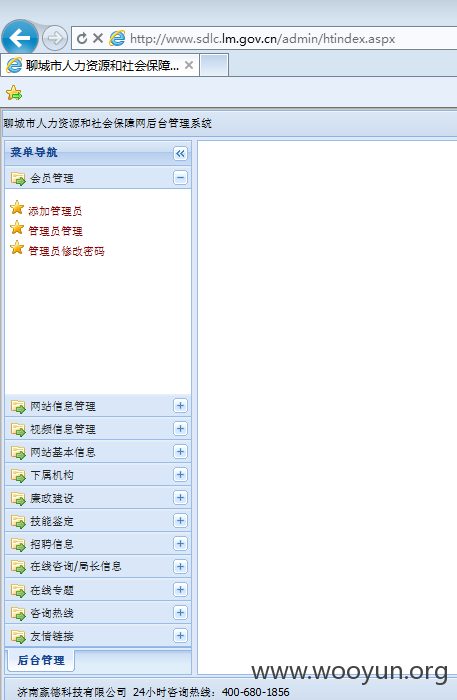 http://www.sdlc.lm.gov.cn/admin/htindex.aspx
聊城市人力资源和社会保障...
聊城市人力资源和社会保障网后台管理系统
菜单导航
会员管理
添加管理员
管理员管理
管理员修改密码
网站信息管理
视频信息管理
网站基本信息
下属机构
廉政建设
技能鉴定
招聘信息
在线咨询/局长信息
在线专题
咨询热线
友情链接
后台管理
www.wooyun.org
济南赢德科技有限公司 24小时咨询热线：400-680-1856